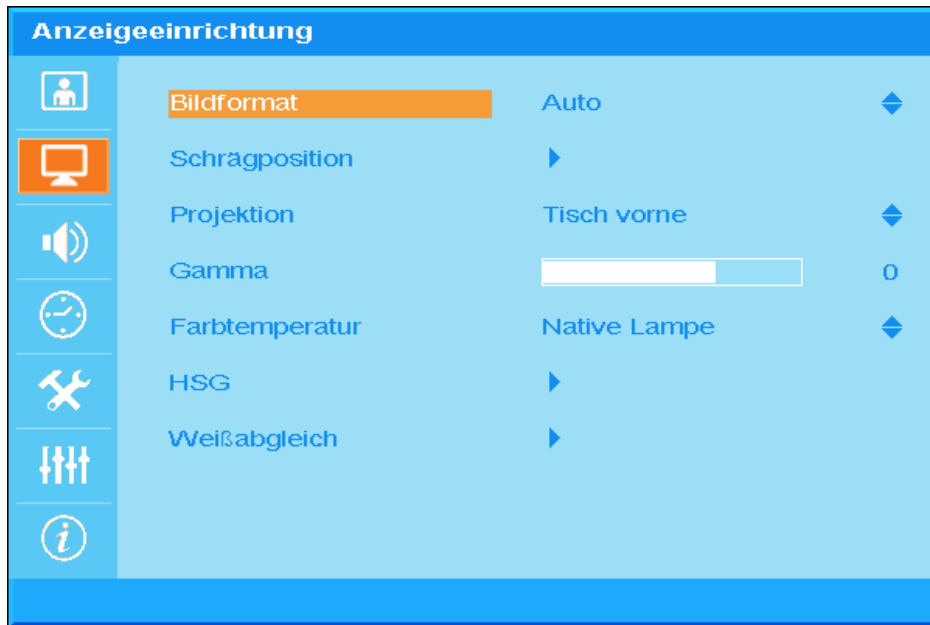 Anzeigeeinrichtung
Bildformat Auto
Schrägposition
Projektion Tisch vorne
Gamma 0
Farbtemperatur Native Lampe
HSG
Weißabgleich